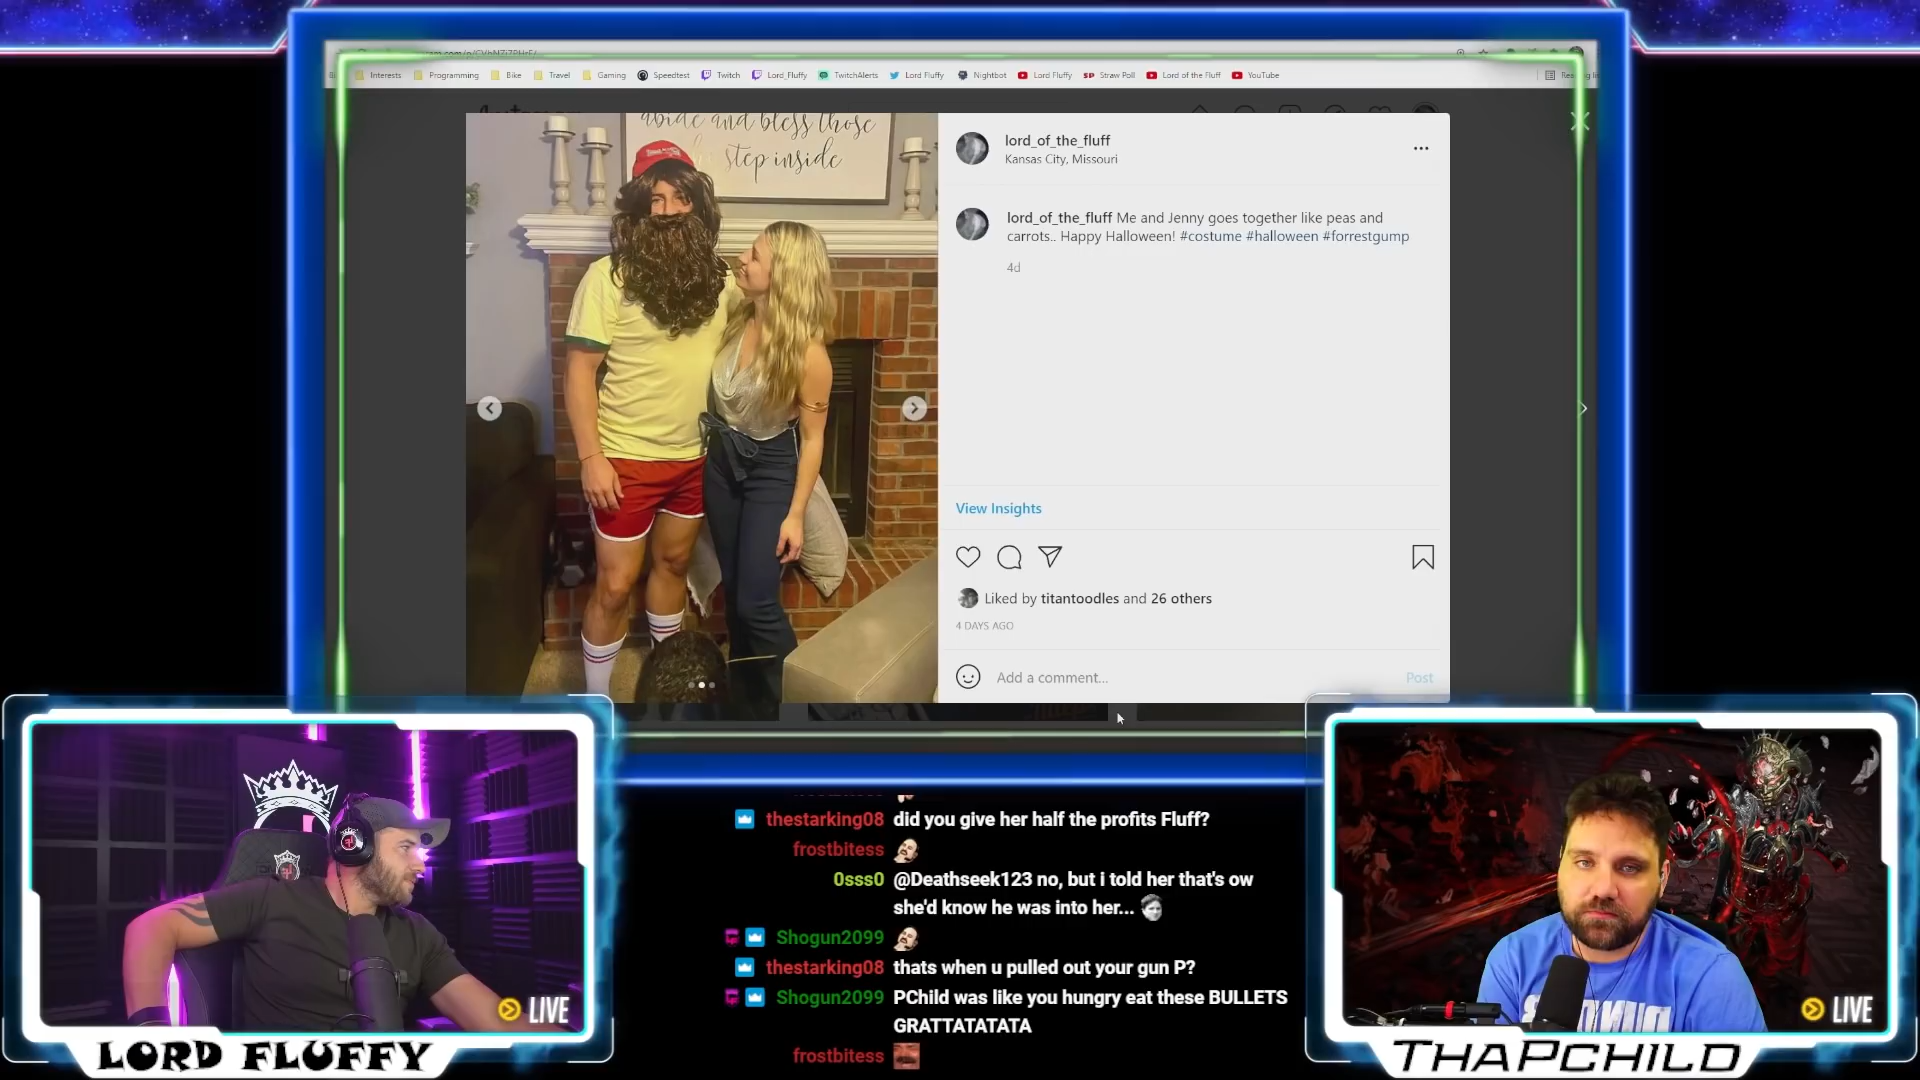 Interests Programming Bike Travel Gaming Speedtest Twitch Lord_Fluffy TwitchAlerts Lord Fluffy Nightbot Lord Fluffy Straw Poll Lord of the Fluff YouTube
abide and bless those
step inside
lord_of_the_fluff
Kansas City, Missouri
lord_of_the_fluff Me and Jenny goes together like peas and
carrots.. Happy Halloween! #costume #halloween #forrestgump
4d
View Insights
Liked by titantoodles and 26 others
4 DAYS AGO
Add a comment...
Post
thestarking08 did you give her half the profits Fluff?
frostbitess
0sss0 @Deathseek123 no, but i told her that's ow
she'd know he was into her...
Shogun2099
thestarking08 thats when u pulled out your gun P?
Shogun2099 PChild was like you hungry eat these BULLETS
GRATTATATATA
frostbitess
LIVE
LORD FLUFFY
LIVE
THAPCHILD